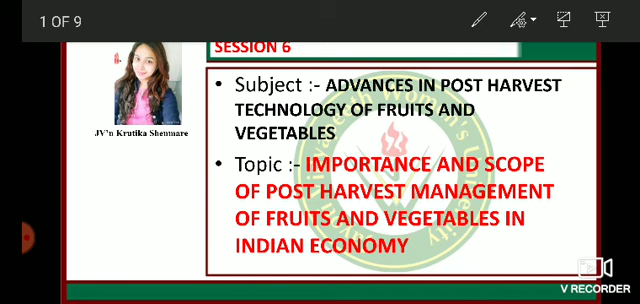 1 OF 9
SESSION 6
• Subject :- ADVANCES IN POST HARVEST
TECHNOLOGY OF FRUITS AND
VEGETABLES
• Topic :- IMPORTANCE AND SCOPE
OF POST HARVEST MANAGEMENT
OF FRUITS AND VEGETABLES IN
INDIAN ECONOMY
JV'n Krutika Shenmare
V RECORDER